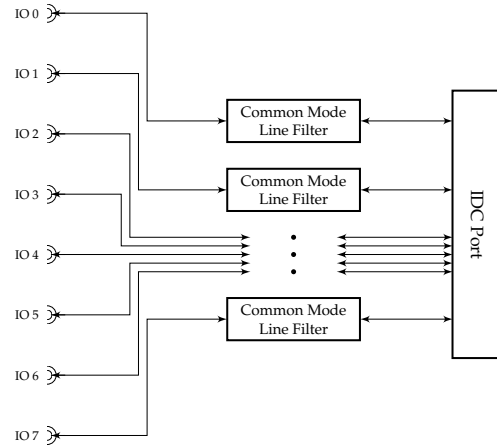 IO 0
IO 1
IO 2
IO 3
IO 4
IO 5
IO 6
IO 7
Common Mode
Line Filter
Common Mode
Line Filter
Common Mode
Line Filter
IDC Port